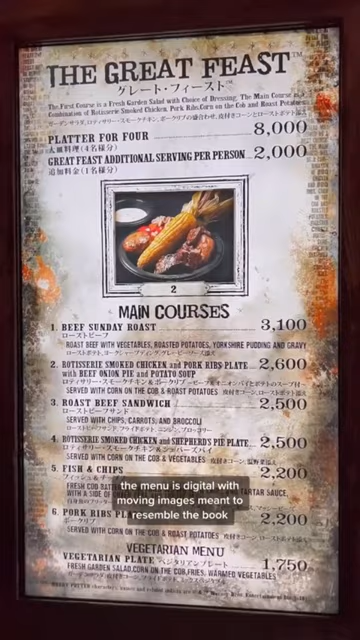 THE GREAT FEAST™
グレート・フィースト™
The First Course is a Fresh Garden Salad with Choice of Dressing. The Main Course is a
Combination of Rotisserie Smoked Chicken, Pork Ribs, Corn on the Cob and Roast Potatoes
PLATTER FOR FOUR 8,000
大皿料理(4名様分)
GREAT FEAST ADDITIONAL SERVING PER PERSON 2,000
追加料金(1名様分)
2
MAIN COURSES
1. BEEF SUNDAY ROAST 3,100
ローストビーフ
ROAST BEEF WITH VEGETABLES, ROASTED POTATOES, YORKSHIRE PUDDING AND GRAVY
2. ROTISSERIE SMOKED CHICKEN and PORK RIBS PLATE 2,600
with BEEF ONION PIE and POTATO SOUP
SERVED WITH CORN ON THE COB & ROAST POTATOES
3. ROAST BEEF SANDWICH 2,500
ローストビーフサンド
SERVED WITH CHIPS, CARROTS, AND BROCCOLI
4. ROTISSERIE SMOKED CHICKEN and SHEPHERD'S PIE PLATE 2,500
SERVED WITH CORN ON THE COB & VEGETABLES
5. FISH & CHIPS 2,200
FRESH COD BATT
WITH A SIDE OF TARTAR SAUCE,
the menu is digital with
moving images meant to
resemble the book
6. PORK RIBS PL 2,200
ポークリブ
SERVED WITH CORN ON THE COB & ROAST POTATOES
VEGETARIAN MENU
VEGETARIAN PLATE ベジタリアンプレート 1,750
FRESH GARDEN SALAD, CORN ON THE COB, FRIES, WARMED VEGETABLES